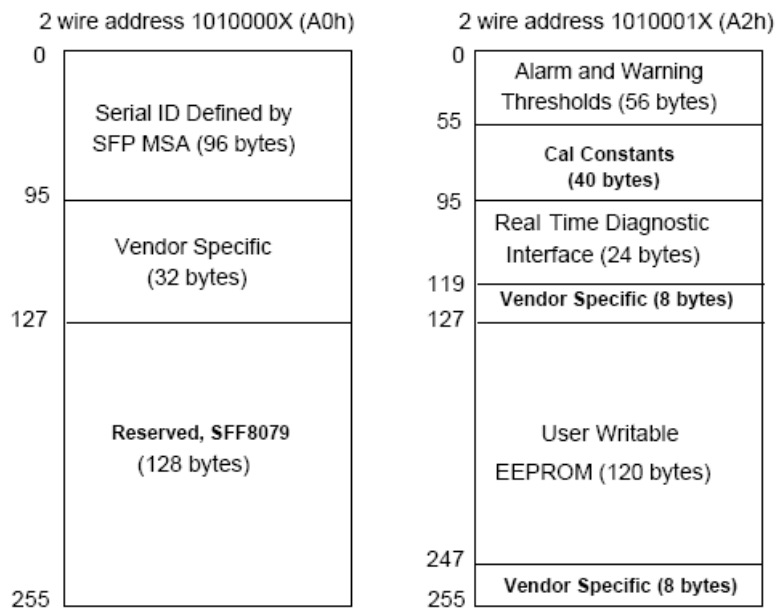 2 wire address 1010000X (A0h)
0
Serial ID Defined by
SFP MSA (96 bytes)
95
Vendor Specific
(32 bytes)
127
Reserved, SFF8079
(128 bytes)
255
2 wire address 1010001X (A2h)
0
Alarm and Warning
Thresholds (56 bytes)
55
Cal Constants
(40 bytes)
95
Real Time Diagnostic
Interface (24 bytes)
119
Vendor Specific (8 bytes)
127
User Writable
EEPROM (120 bytes)
247
Vendor Specific (8 bytes)
255